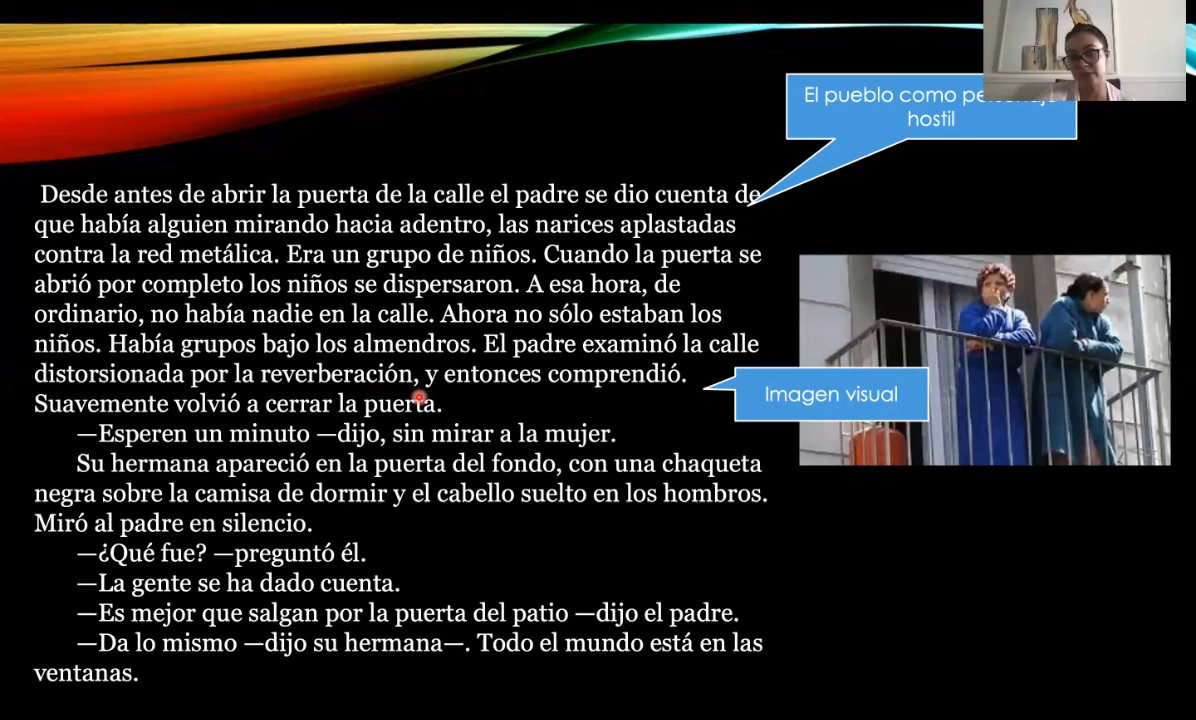 El pueblo como
hostil
Desde antes de abrir la puerta de la calle el padre se dio cuenta de
que había alguien mirando hacia adentro, las narices aplastadas
contra la red metálica. Era un grupo de niños. Cuando la puerta se
abrió por completo los niños se dispersaron. A esa hora, de
ordinario, no había nadie en la calle. Ahora no sólo estaban los
niños. Había grupos bajo los almendros. El padre examinó la calle
distorsionada por la reverberación, y entonces comprendió.
Suavemente volvió a cerrar la puerta.
—Esperen un minuto —dijo, sin mirar a la mujer.
Su hermana apareció en la puerta del fondo, con una chaqueta
negra sobre la camisa de dormir y el cabello suelto en los hombros.
Miró al padre en silencio.
—¿Qué fue? —preguntó él.
—La gente se ha dado cuenta.
—Es mejor que salgan por la puerta del patio —dijo el padre.
—Da lo mismo —dijo su hermana—. Todo el mundo está en las
ventanas.
Imagen visual